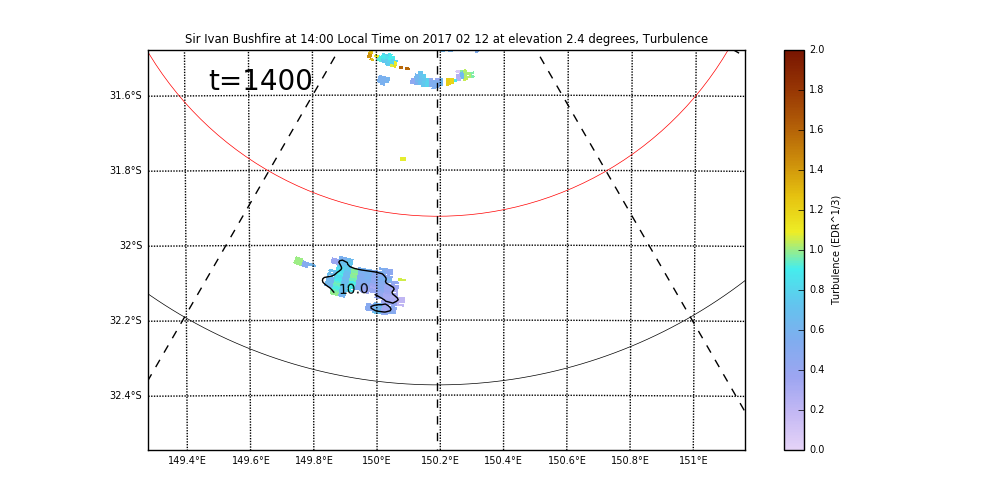 Sir Ivan Bushfire at 14:00 Local Time on 2017 02 12 at elevation 2.4 degrees, Turbulence
t=1400
31.6°S
31.8°S
32°S
32.2°S
32.4°S
10.0
149.4°E 149.6°E 149.8°E 150°E 150.2°E 150.4°E 150.6°E 150.8°E 151°E
2.0
1.8
1.6
1.4
1.2
1.0
0.8
0.6
0.4
0.2
0.0
Turbulence (EDR^1/3)